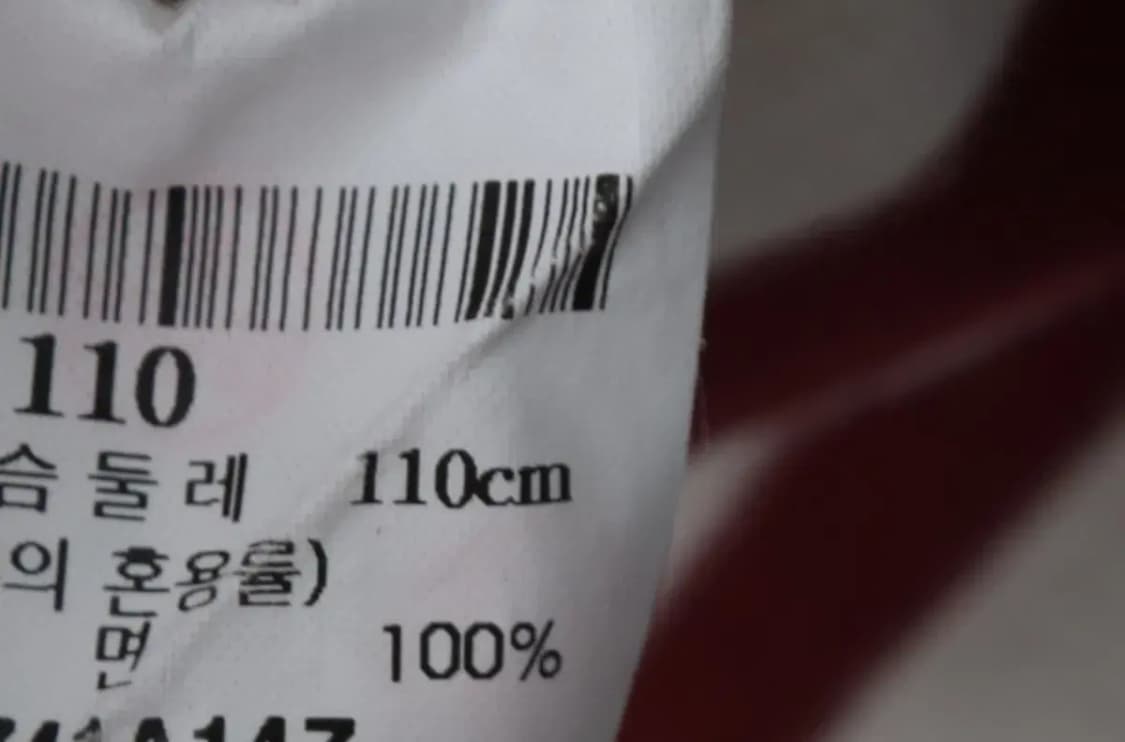 110
슴 둘 레 110cm
의 혼용률)
면 100%